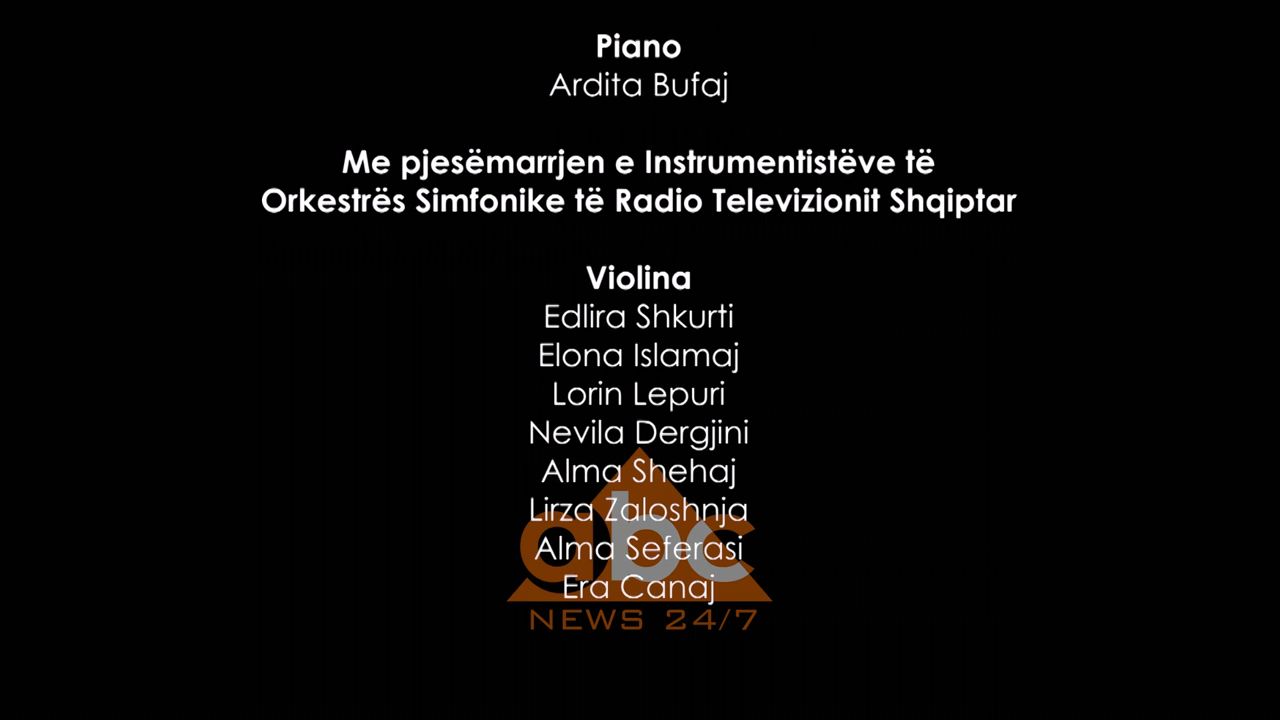 Piano
Ardita Bufaj
Me pjesëmarrjen e Instrumentistëve të
Orkestrës Simfonike të Radio Televizionit Shqiptar
Violina
Edlira Shkurti
Elona Islamaj
Lorin Lepuri
Nevila Dergjini
Alma Shehaj
Lirza Zaloshnja
Alma Seferasi
Era Canaj
abc
NEWS 24/7